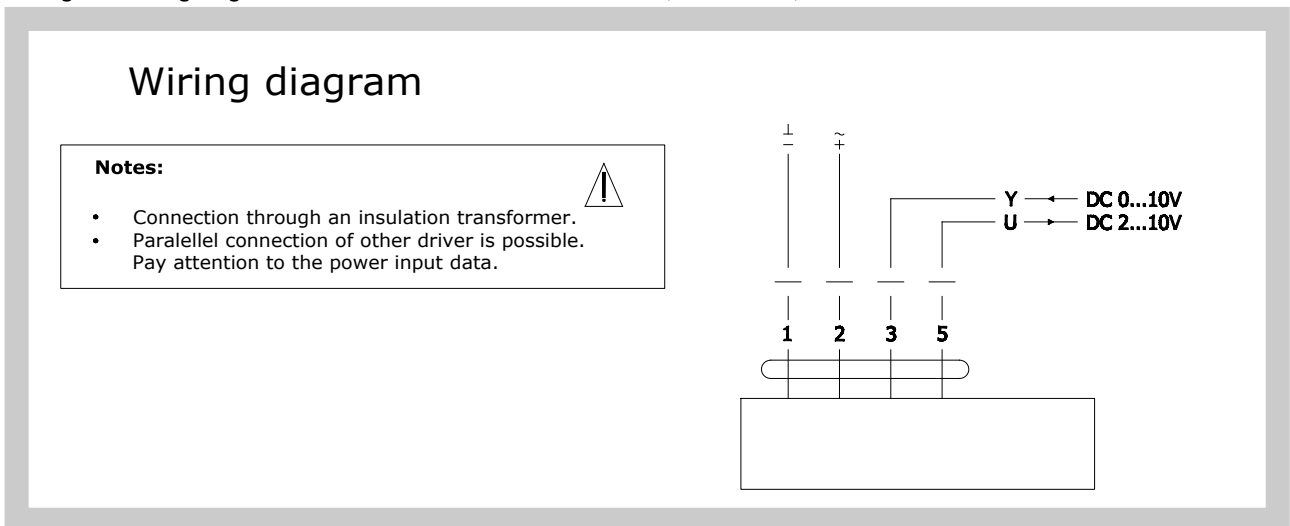 Wiring diagram
Notes:
• Connection through an insulation transformer.
• Paralellel connection of other driver is possible.
Pay attention to the power input data.
⊥ ~
− +
Y DC 0...10V
U DC 2...10V
1 2 3 5